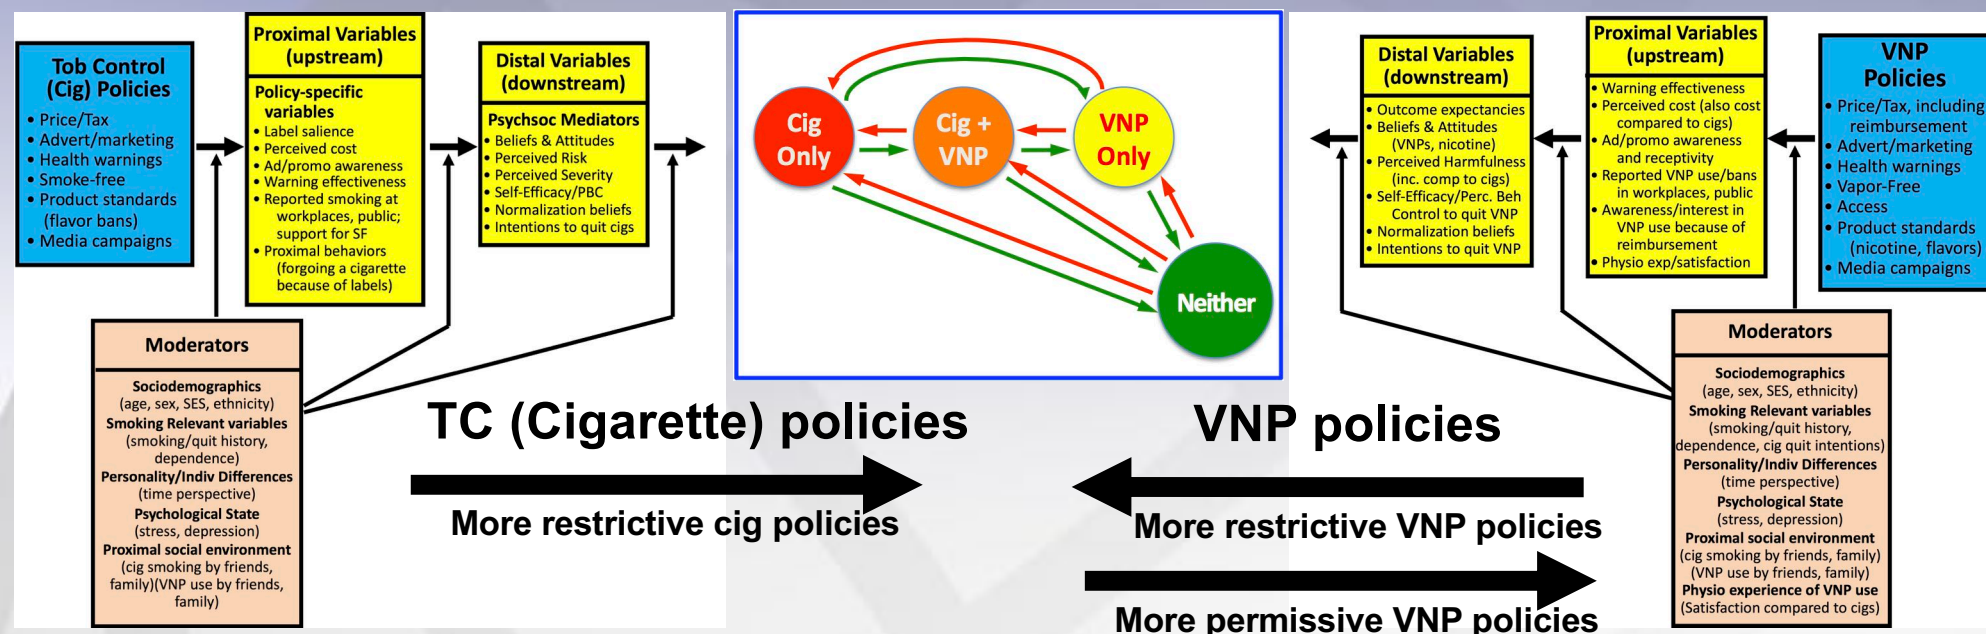 Tob Control
(Cig) Policies
• Price/Tax
• Advert/marketing
• Health warnings
• Smoke-free
• Product standards
(flavor bans)
• Media campaigns
Proximal Variables
(upstream)
Policy-specific
variables
• Label salience
• Perceived cost
• Ad/promo awareness
• Warning effectiveness
• Reported smoking at
workplaces, public;
support for SF
• Proximal behaviors
(forgoing a cigarette
because of labels)
Distal Variables
(downstream)
Psychsoc Mediators
• Beliefs & Attitudes
• Perceived Risk
• Perceived Severity
• Self-Efficacy/PBC
• Normalization beliefs
• Intentions to quit cigs
Moderators
Sociodemographics
(age, sex, SES, ethnicity)
Smoking Relevant variables
(smoking/quit history,
dependence)
Personality/Indiv Differences
(time perspective)
Psychological State
(stress, depression)
Proximal social environment
(cig smoking by friends,
family)(VNP use by friends,
family)
Cig
Only
Cig +
VNP
VNP
Only
Neither
Distal Variables
(downstream)
• Outcome expectancies
• Beliefs & Attitudes
(VNPs, nicotine)
• Perceived Harmfulness
(inc. comp to cigs)
• Self-Efficacy/Perc. Beh
Control to quit VNP
• Normalization beliefs
• Intentions to quit VNP
Proximal Variables
(upstream)
• Warning effectiveness
• Perceived cost (also cost
compared to cigs)
• Ad/promo awareness
and receptivity
• Reported VNP use/bans
in workplaces, public
• Awareness/interest in
VNP use because of
reimbursement
• Physio exp/satisfaction
VNP
Policies
• Price/Tax, including
reimbursement
• Advert/marketing
• Health warnings
• Vapor-Free
• Access
• Product standards
(nicotine, flavors)
• Media campaigns
Moderators
Sociodemographics
(age, sex, SES, ethnicity)
Smoking Relevant variables
(smoking/quit history,
dependence, cig quit intentions)
Personality/Indiv Differences
(time perspective)
Psychological State
(stress, depression)
Proximal social environment
(cig smoking by friends, family)
(VNP use by friends, family)
Physio experience of VNP use
(Satisfaction compared to cigs)
TC (Cigarette) policies
More restrictive cig policies
VNP policies
More restrictive VNP policies
More permissive VNP policies